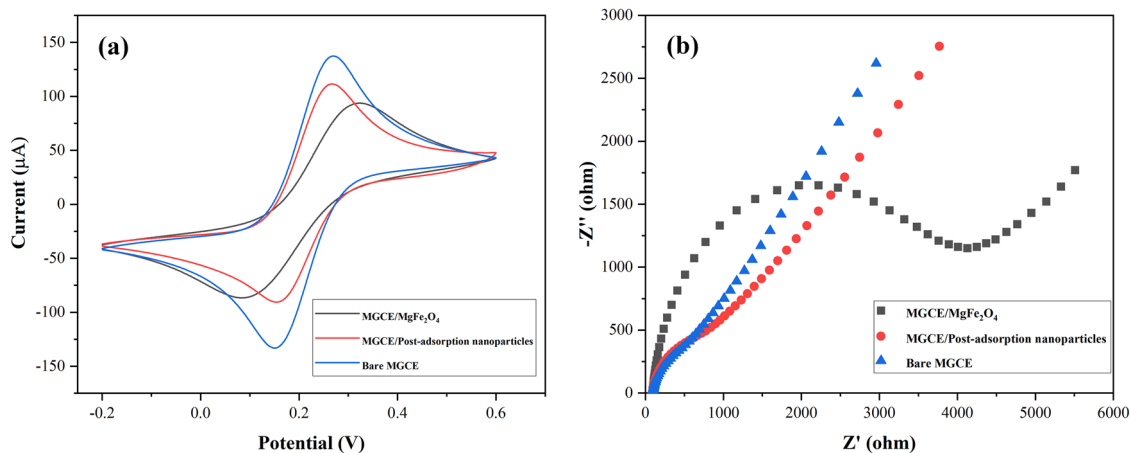 (a)
Current (μA)
150
100
50
0
-50
-100
-150
-0.2
0.0
0.2
0.4
0.6
Potential (V)
MGCE/MgFe₂O₄
MGCE/Post-adsorption nanoparticles
Bare MGCE
(b)
-Z'' (ohm)
3000
2500
2000
1500
1000
500
0
0
1000
2000
3000
4000
5000
6000
Z' (ohm)
MGCE/MgFe₂O₄
MGCE/Post-adsorption nanoparticles
Bare MGCE